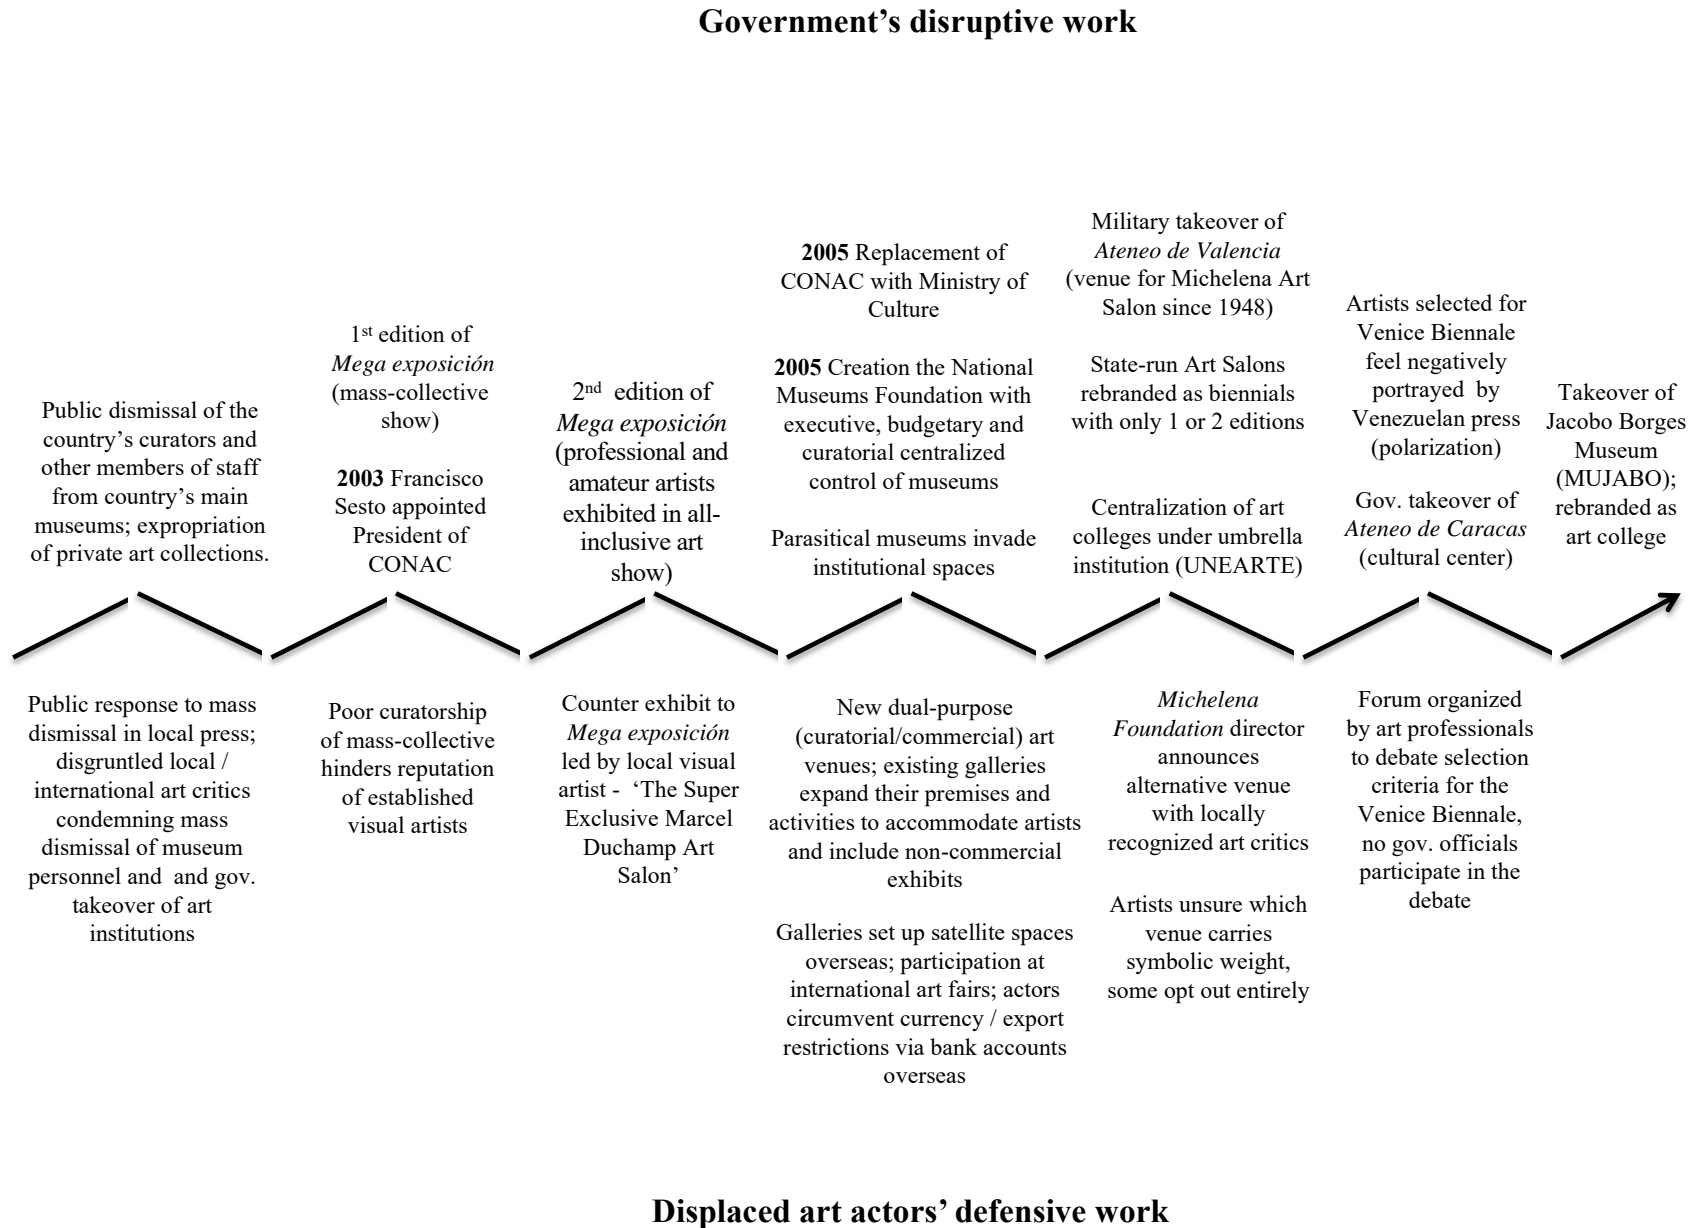 Government’s disruptive work
Public dismissal of the
country’s curators and
other members of staff
from country’s main
museums; expropriation
of private art collections.
1st edition of
Mega exposición
(mass-collective
show)
2003 Francisco
Sesto appointed
President of
CONAC
2nd edition of
Mega exposición
(professional and
amateur artists
exhibited in all-
inclusive art
show)
2005 Replacement of
CONAC with Ministry of
Culture
2005 Creation the National
Museums Foundation with
executive, budgetary and
curatorial centralized
control of museums
Parasitical museums invade
institutional spaces
Military takeover of
Ateneo de Valencia
(venue for Michelena Art
Salon since 1948)
State-run Art Salons
rebranded as biennials
with only 1 or 2 editions
Centralization of art
colleges under umbrella
institution (UNEARTE)
Artists selected for
Venice Biennale
feel negatively
portrayed by
Venezuelan press
(polarization)
Gov. takeover of
Ateneo de Caracas
(cultural center)
Takeover of
Jacobo Borges
Museum
(MUJABO);
rebranded as
art college
Public response to mass
dismissal in local press;
disgruntled local /
international art critics
condemning mass
dismissal of museum
personnel and and gov.
takeover of art
institutions
Poor curatorship
of mass-collective
hinders reputation
of established
visual artists
Counter exhibit to
Mega exposición
led by local visual
artist - ‘The Super
Exclusive Marcel
Duchamp Art
Salon’
New dual-purpose
(curatorial/commercial) art
venues; existing galleries
expand their premises and
activities to accommodate artists
and include non-commercial
exhibits
Galleries set up satellite spaces
overseas; participation at
international art fairs; actors
circumvent currency / export
restrictions via bank accounts
overseas
Michelena
Foundation director
announces
alternative venue
with locally
recognized art critics
Artists unsure which
venue carries
symbolic weight,
some opt out entirely
Forum organized
by art professionals
to debate selection
criteria for the
Venice Biennale,
no gov. officials
participate in the
debate
Displaced art actors’ defensive work